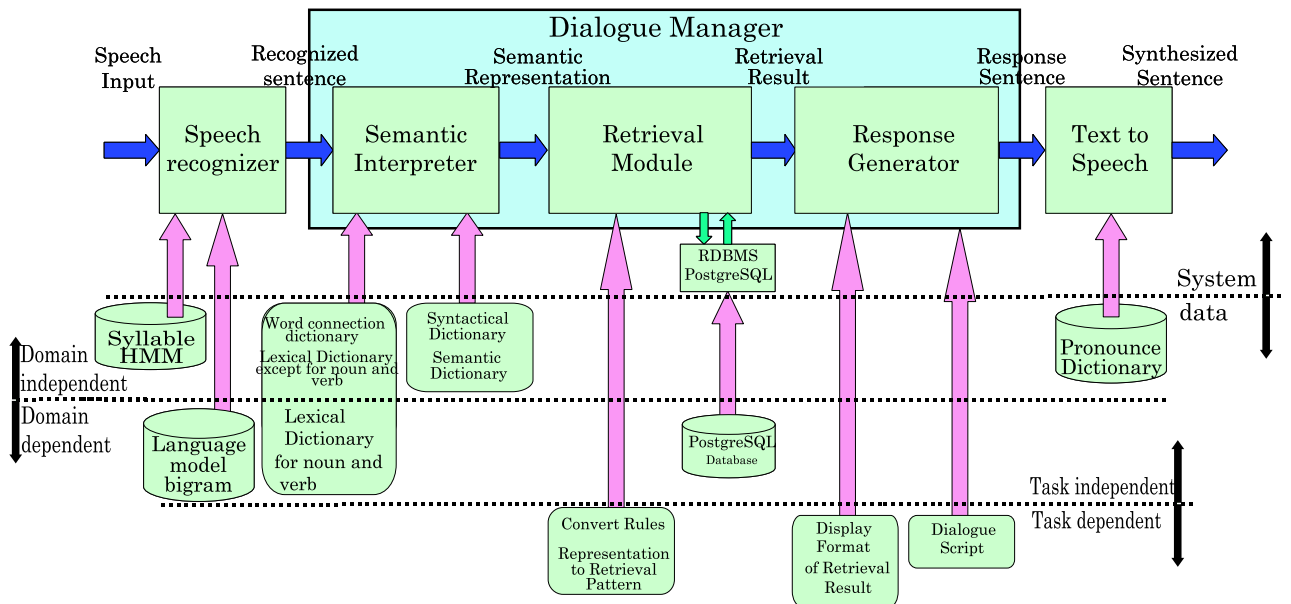 Dialogue Manager
Speech
Input
Recognized
sentence
Semantic
Representation
Retrieval
Result
Response
Sentence
Synthesized
Sentence
Speech
recognizer
Semantic
Interpreter
Retrieval
Module
Response
Generator
Text to
Speech
RDBMS
PostgreSQL
System
data
Syllable
HMM
Word connection
dictionary
Lexical Dictionary
except for noun and
verb
Lexical
Dictionary
for noun and
verb
Syntactical
Dictionary
Semantic
Dictionary
Pronounce
Dictionary
Domain
independent
Domain
dependent
Language
model
bigram
PostgreSQL
Database
Task independent
Task dependent
Convert Rules
Representation
to Retrieval
Pattern
Display
Format
of Retrieval
Result
Dialogue
Script